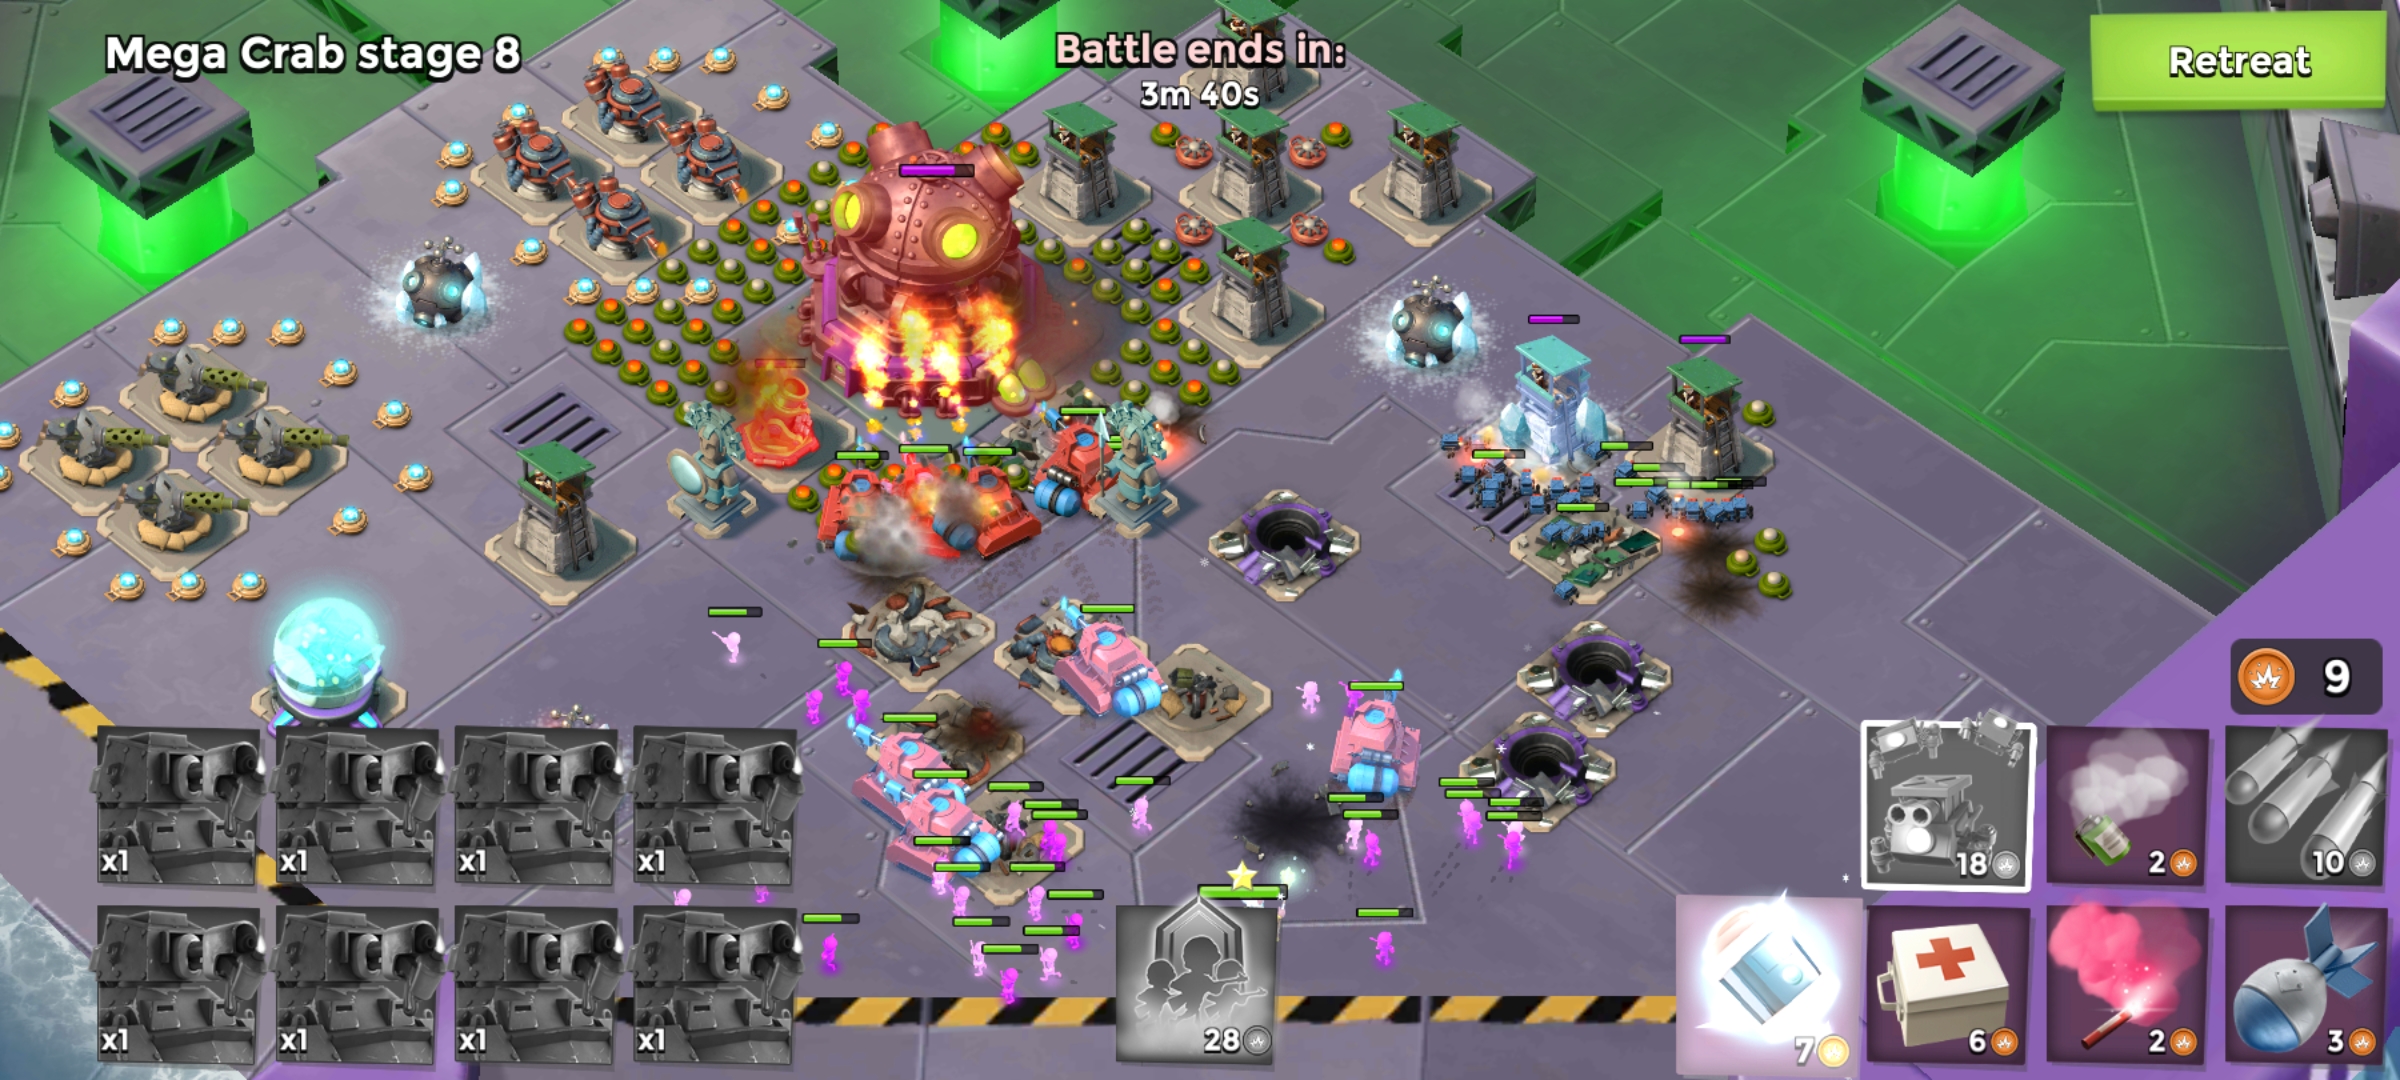 Mega Crab stage 8
Battle ends in:
3m 40s
Retreat
9
x1
x1
x1
x1
18
2
10
x1
x1
x1
x1
28
7
6
2
3